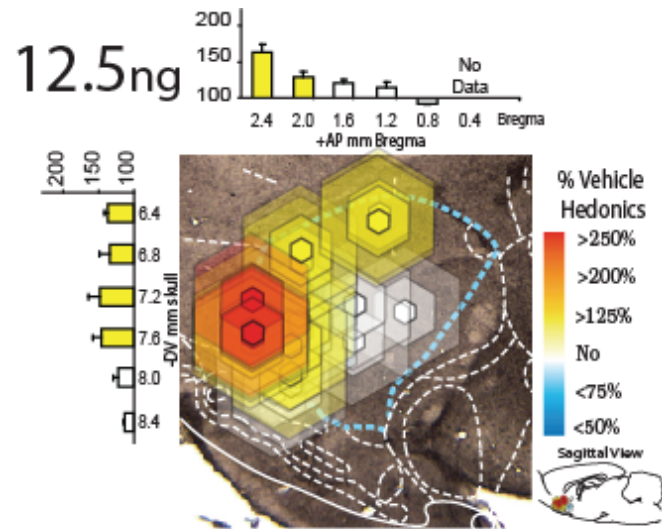 12.5ng
200
150
100
No
Data
2.4 2.0 1.6 1.2 0.8 0.4 Bregma
+AP mm Bregma
200 150 100
6.4
6.8
7.2
7.6
8.0
8.4
-DV mm skull
% Vehicle
Hedonics
>250%
>200%
>125%
No
<75%
<50%
Sagittal View